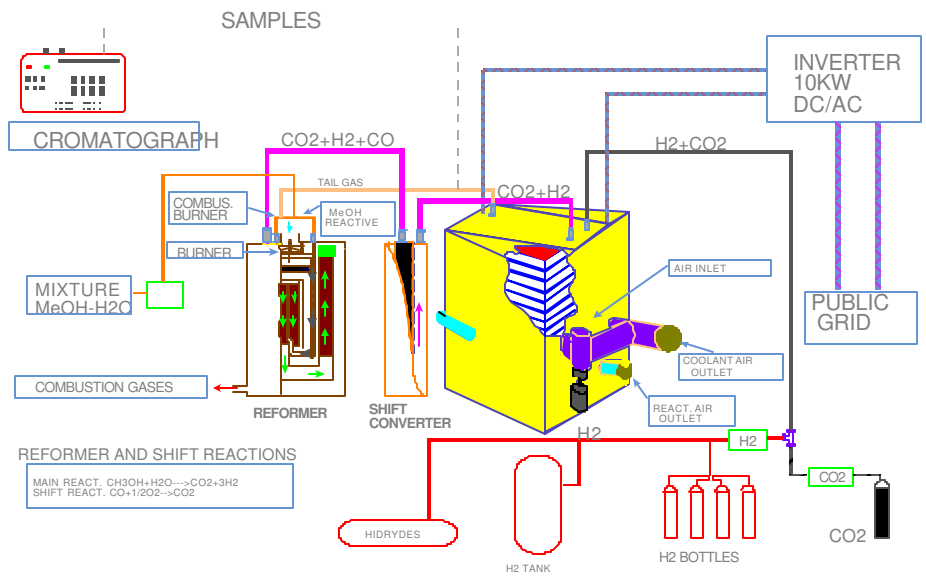 SAMPLES
INVERTER
10KW
DC/AC
CROMATOGRAPH
CO2+H2+CO
H2+CO2
TAIL GAS
CO2+H2
COMBUS.
BURNER
MeOH
REACTIVE
BURNER
AIR INLET
MIXTURE
MeOH-H2O
PUBLIC
GRID
COOLANT AIR
OUTLET
COMBUSTION GASES
REFORMER
SHIFT
CONVERTER
REACT. AIR
OUTLET
H2
H2
REFORMER AND SHIFT REACTIONS
MAIN REACT. CH3OH+H2O--->CO2+3H2
SHIFT REACT. CO+1/2O2-->CO2
CO2
HIDRYDES
CO2
H2 BOTTLES
H2 TANK